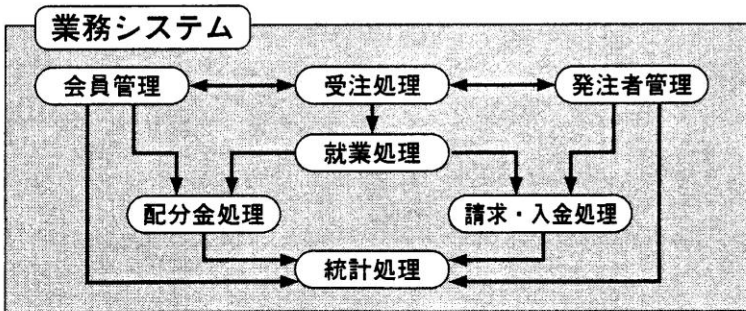 業務システム
会員管理
受注処理
発注者管理
就業処理
配分金処理
請求・入金処理
統計処理